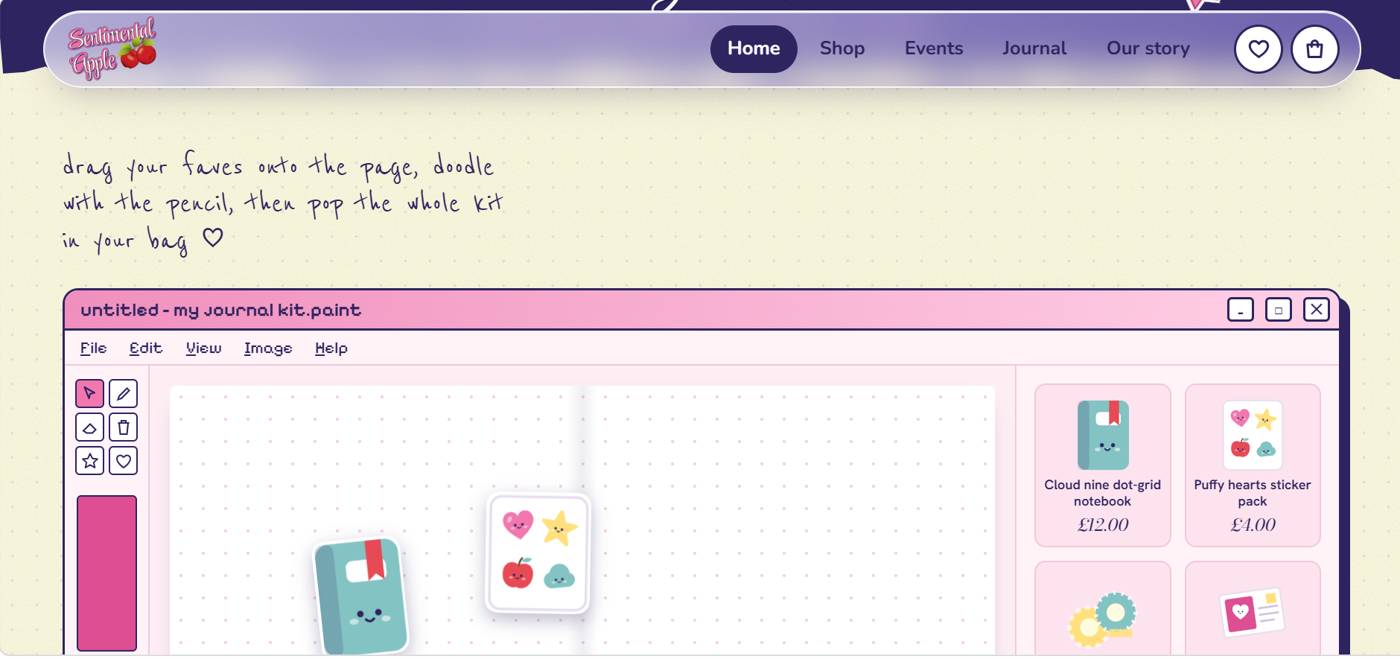 Sentimental
Apple
Home
Shop
Events
Journal
Our story
drag your faves onto the page, doodle
with the pencil, then pop the whole kit
in your bag ♡
untitled - my journal kit.paint
File
Edit
View
Image
Help
Cloud nine dot-grid
notebook
£12.00
Puffy hearts sticker
pack
£4.00